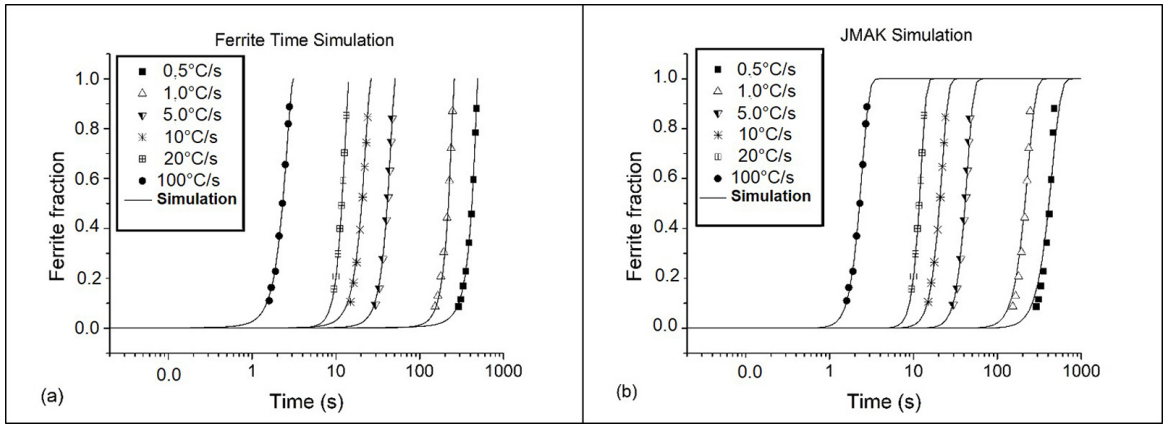 Ferrite Time Simulation
0.5°C/s
1.0°C/s
5.0°C/s
10°C/s
20°C/s
100°C/s
Simulation
Ferrite fraction
1.0
0.8
0.6
0.4
0.2
0.0
0.0 1 10 100 1000
Time (s)
(a)
JMAK Simulation
0.5°C/s
1.0°C/s
5.0°C/s
10°C/s
20°C/s
100°C/s
Simulation
Ferrite fraction
1.0
0.8
0.6
0.4
0.2
0.0
0.0 1 10 100 1000
Time (s)
(b)